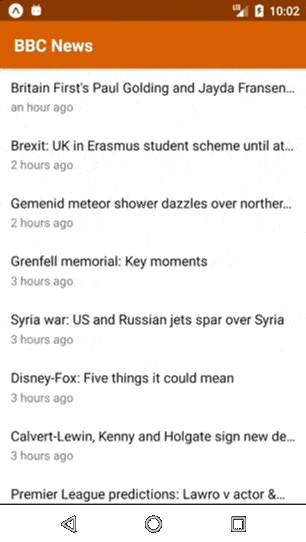 LTE 10:02
BBC News
Britain First's Paul Golding and Jayda Fransen...
an hour ago
Brexit: UK in Erasmus student scheme until at...
2 hours ago
Gemenid meteor shower dazzles over norther...
2 hours ago
Grenfell memorial: Key moments
3 hours ago
Syria war: US and Russian jets spar over Syria
3 hours ago
Disney-Fox: Five things it could mean
3 hours ago
Calvert-Lewin, Kenny and Holgate sign new de...
3 hours ago
Premier League predictions: Lawro v actor &...